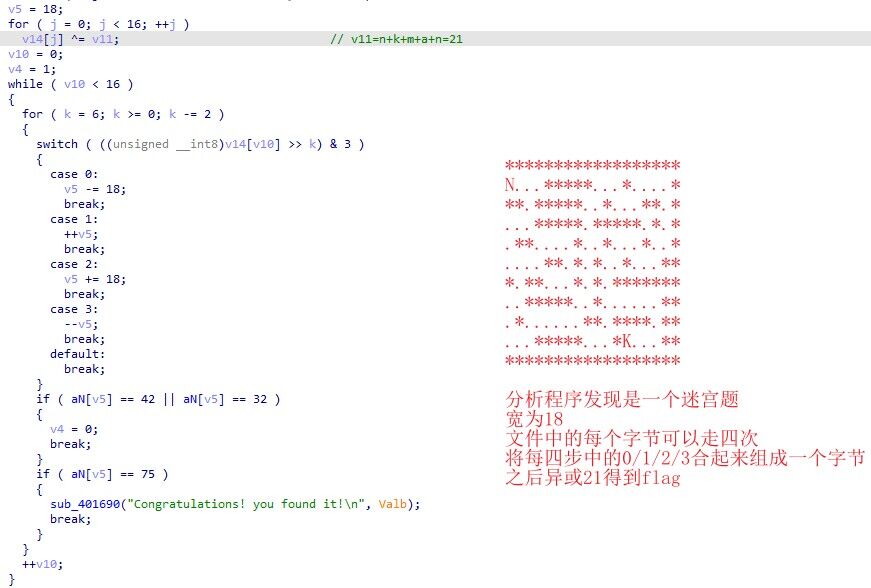 v5 = 18;
for ( j = 0; j < 16; ++j )
v14[j] ^= v11; // v11=n+k+m+a+n=21
v10 = 0;
v4 = 1;
while ( v10 < 16 )
{
for ( k = 6; k >= 0; k -= 2 )
{
switch ( ((unsigned __int8)v14[v10] >> k) & 3 )
{
case 0:
v5 -= 18;
break;
case 1:
++v5;
break;
case 2:
v5 += 18;
break;
case 3:
--v5;
break;
default:
break;
}
if ( aN[v5] == 42 || aN[v5] == 32 )
{
v4 = 0;
break;
}
if ( aN[v5] == 75 )
{
sub_401690("Congratulations! you found it!\n", Valb);
break;
}
}
++v10;
}
******************
N...*****...*....*
**.*****..*...**.*
...*****.*****.*.*
.**....*..*...*..*
....**.*.*..*...**
*.**...*.*.*******
..*****..*......**
.*......**.****.**
...*****...*K...**
******************
分析程序发现是一个迷宫题
宽为18
文件中的每个字节可以走四次
将每四步中的0/1/2/3合起来组成一个字节
之后异或21得到flag